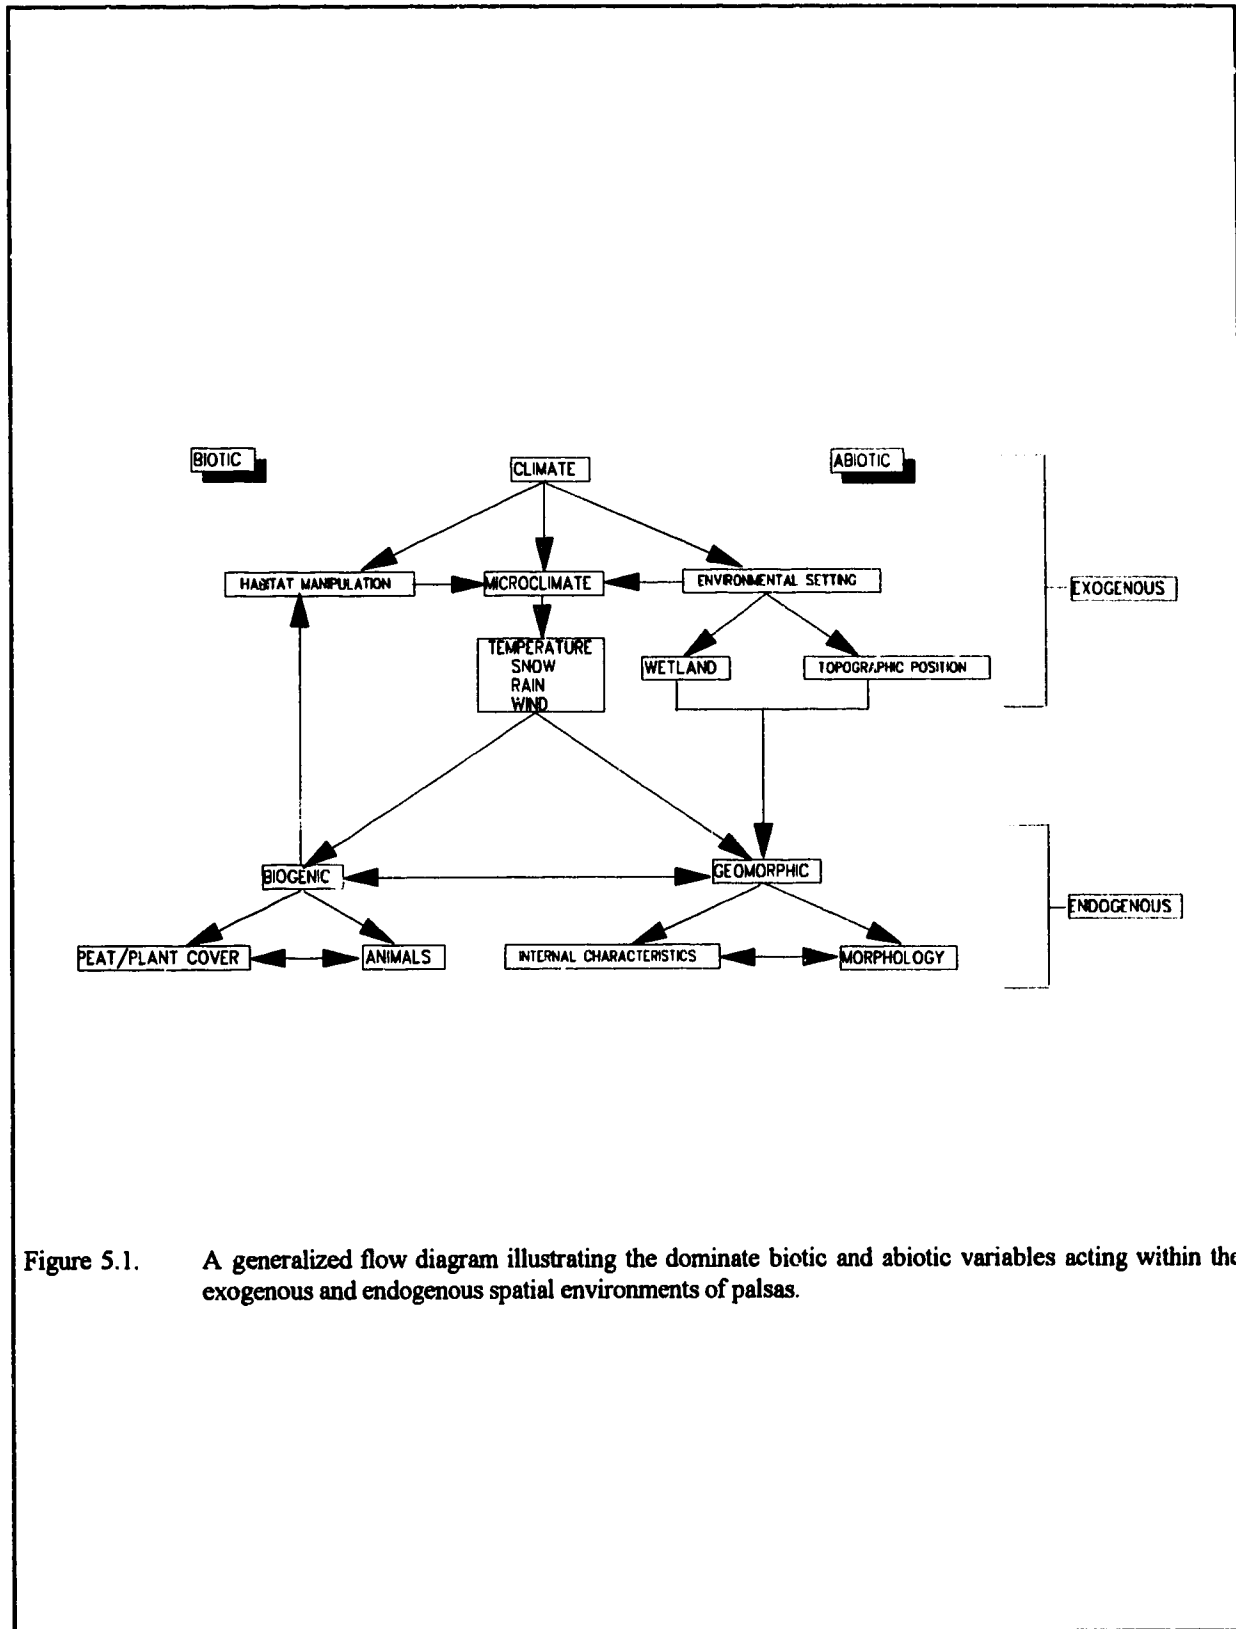 BIOTIC
CLIMATE
ABIOTIC
HABITAT MANIPULATION
MICROCLIMATE
ENVIRONMENTAL SETTING
EXOGENOUS
TEMPERATURE
SNOW
RAIN
WIND
WETLAND
TOPOGRAPHIC POSITION
BIOGENIC
GEOMORPHIC
ENDOGENOUS
PEAT/PLANT COVER
ANIMALS
INTERNAL CHARACTERISTICS
MORPHOLOGY
Figure 5.1. A generalized flow diagram illustrating the dominate biotic and abiotic variables acting within the
exogenous and endogenous spatial environments of palsas.